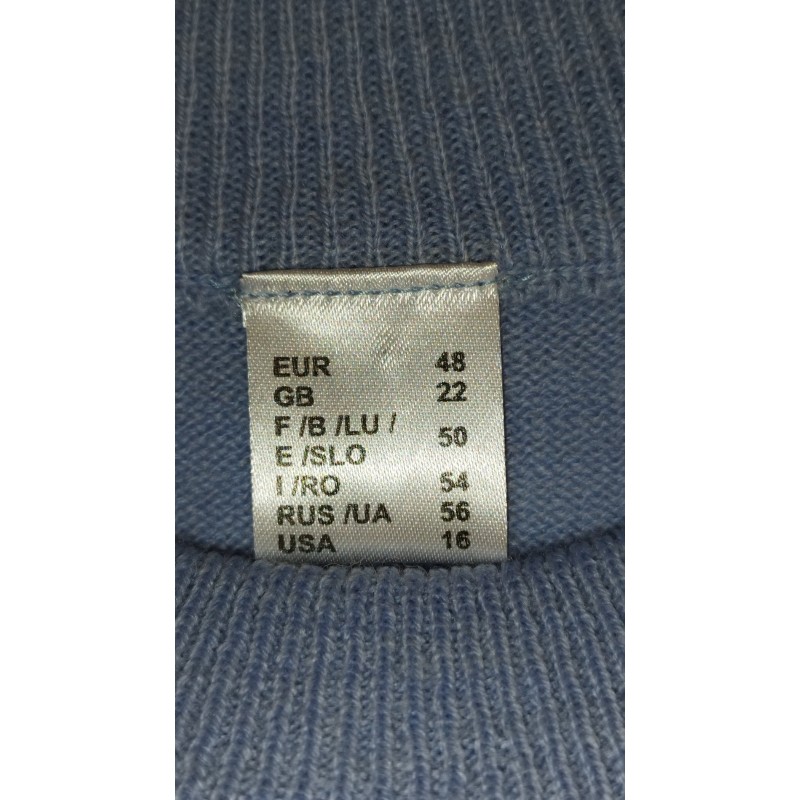 EUR 48
GB 22
F /B /LU /
E /SLO 50
I /RO 54
RUS /UA 56
USA 16